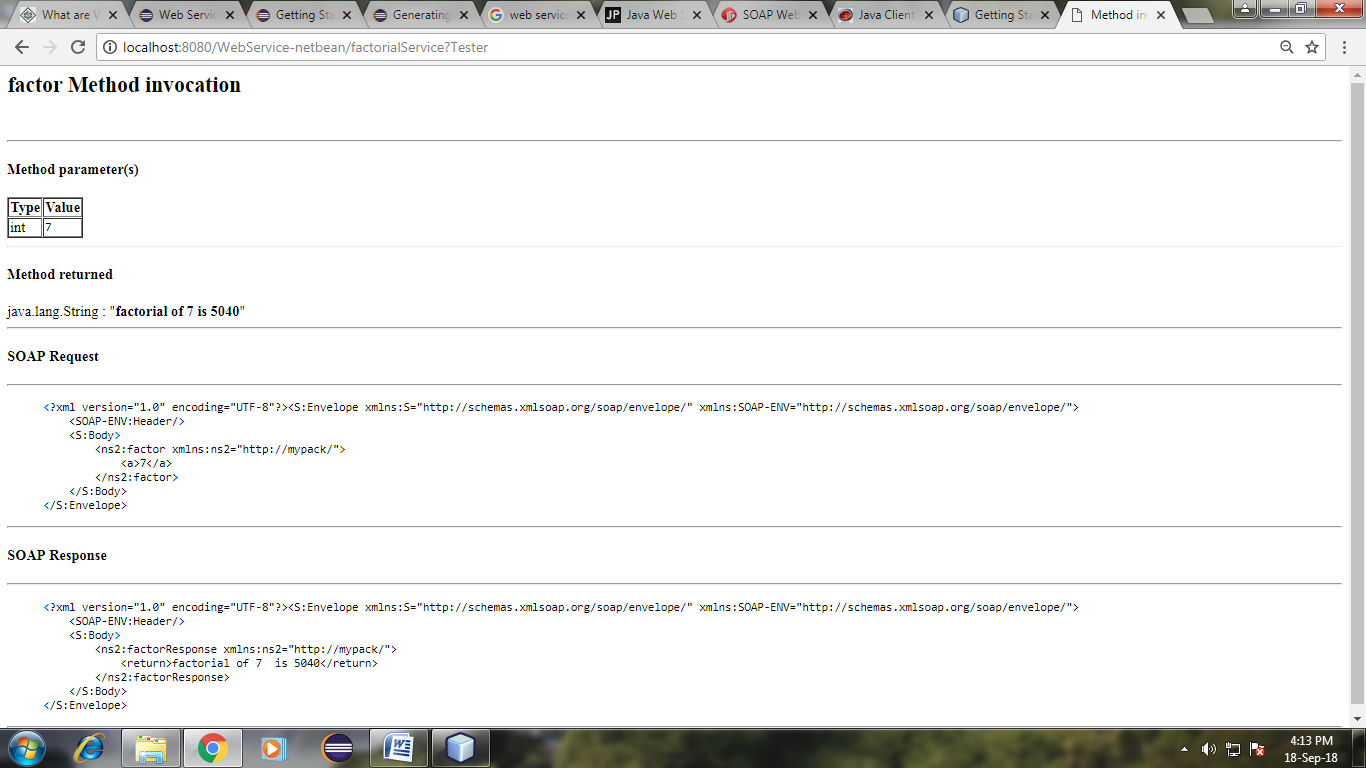 What are W
Web Servic
Getting Sta
Generating
web service
Java Web S
SOAP Web
Java Client
Getting Sta
Method in
localhost:8080/WebService-netbean/factorialService?Tester
factor Method invocation
Method parameter(s)
Type Value
int 7
Method returned
java.lang.String : "factorial of 7 is 5040"
SOAP Request
<?xml version="1.0" encoding="UTF-8"?><S:Envelope xmlns:S="http://schemas.xmlsoap.org/soap/envelope/" xmlns:SOAP-ENV="http://schemas.xmlsoap.org/soap/envelope/">
<SOAP-ENV:Header/>
<S:Body>
<ns2:factor xmlns:ns2="http://mypack/">
<a>7</a>
</ns2:factor>
</S:Body>
</S:Envelope>
SOAP Response
<?xml version="1.0" encoding="UTF-8"?><S:Envelope xmlns:S="http://schemas.xmlsoap.org/soap/envelope/" xmlns:SOAP-ENV="http://schemas.xmlsoap.org/soap/envelope/">
<SOAP-ENV:Header/>
<S:Body>
<ns2:factorResponse xmlns:ns2="http://mypack/">
<return>factorial of 7  is 5040</return>
</ns2:factorResponse>
</S:Body>
</S:Envelope>
4:13 PM
18-Sep-18